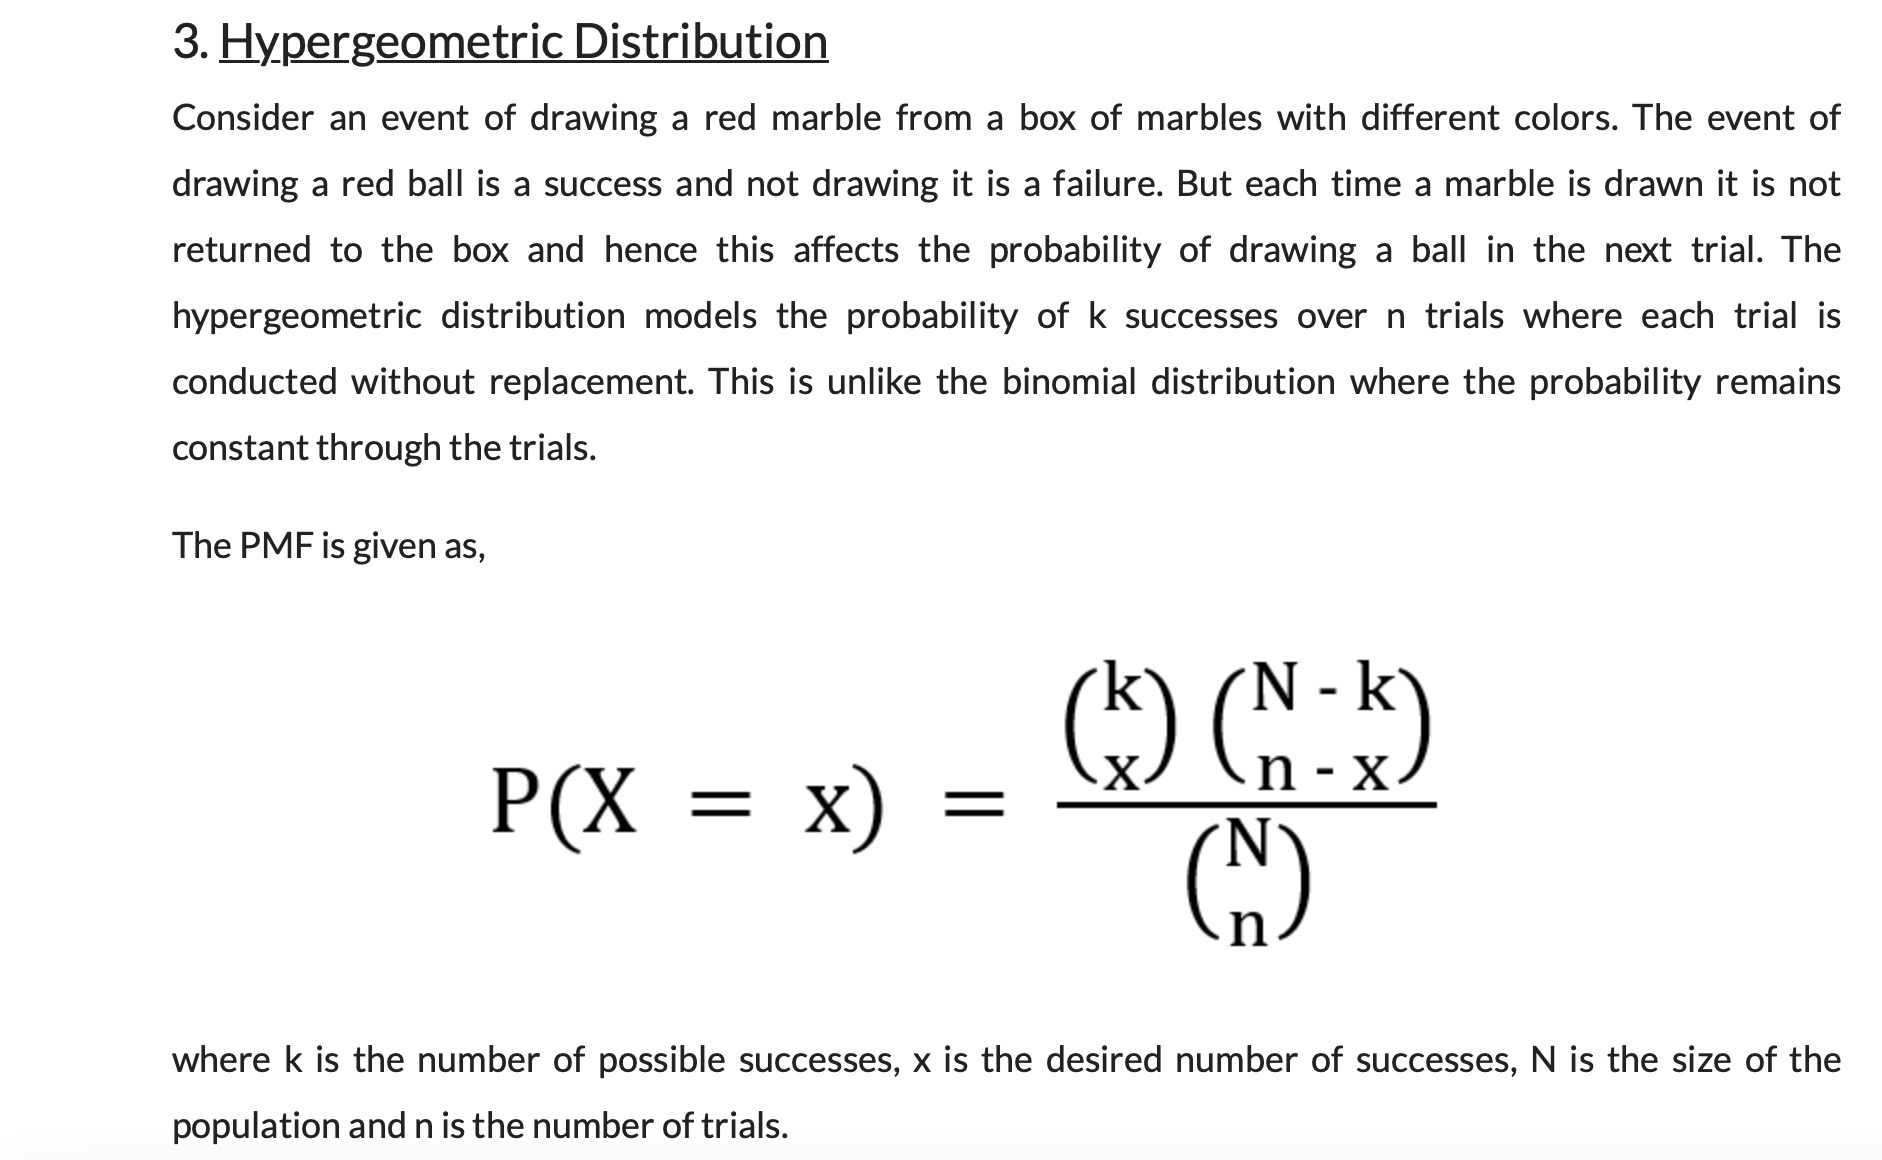 3. Hypergeometric Distribution
Consider an event of drawing a red marble from a box of marbles with different colors. The event of
drawing a red ball is a success and not drawing it is a failure. But each time a marble is drawn it is not
returned to the box and hence this affects the probability of drawing a ball in the next trial. The
hypergeometric distribution models the probability of k successes over n trials where each trial is
conducted without replacement. This is unlike the binomial distribution where the probability remains
constant through the trials.
The PMF is given as,
P(X = x) = \frac{\binom{k}{x} \binom{N - k}{n - x}}{\binom{N}{n}}
where k is the number of possible successes, x is the desired number of successes, N is the size of the
population and n is the number of trials.